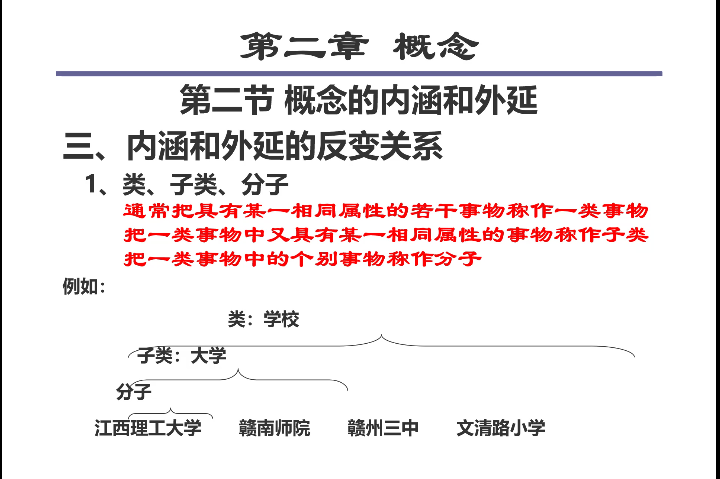 第二章 概念
第二节 概念的内涵和外延
三、内涵和外延的反变关系
1、类、子类、分子
通常把具有某一相同属性的若干事物称作一类事物
把一类事物中又具有某一相同属性的事物称作子类
把一类事物中的个别事物称作分子
例如：
类：学校
子类：大学
分子
江西理工大学 赣南师院 赣州三中 文清路小学